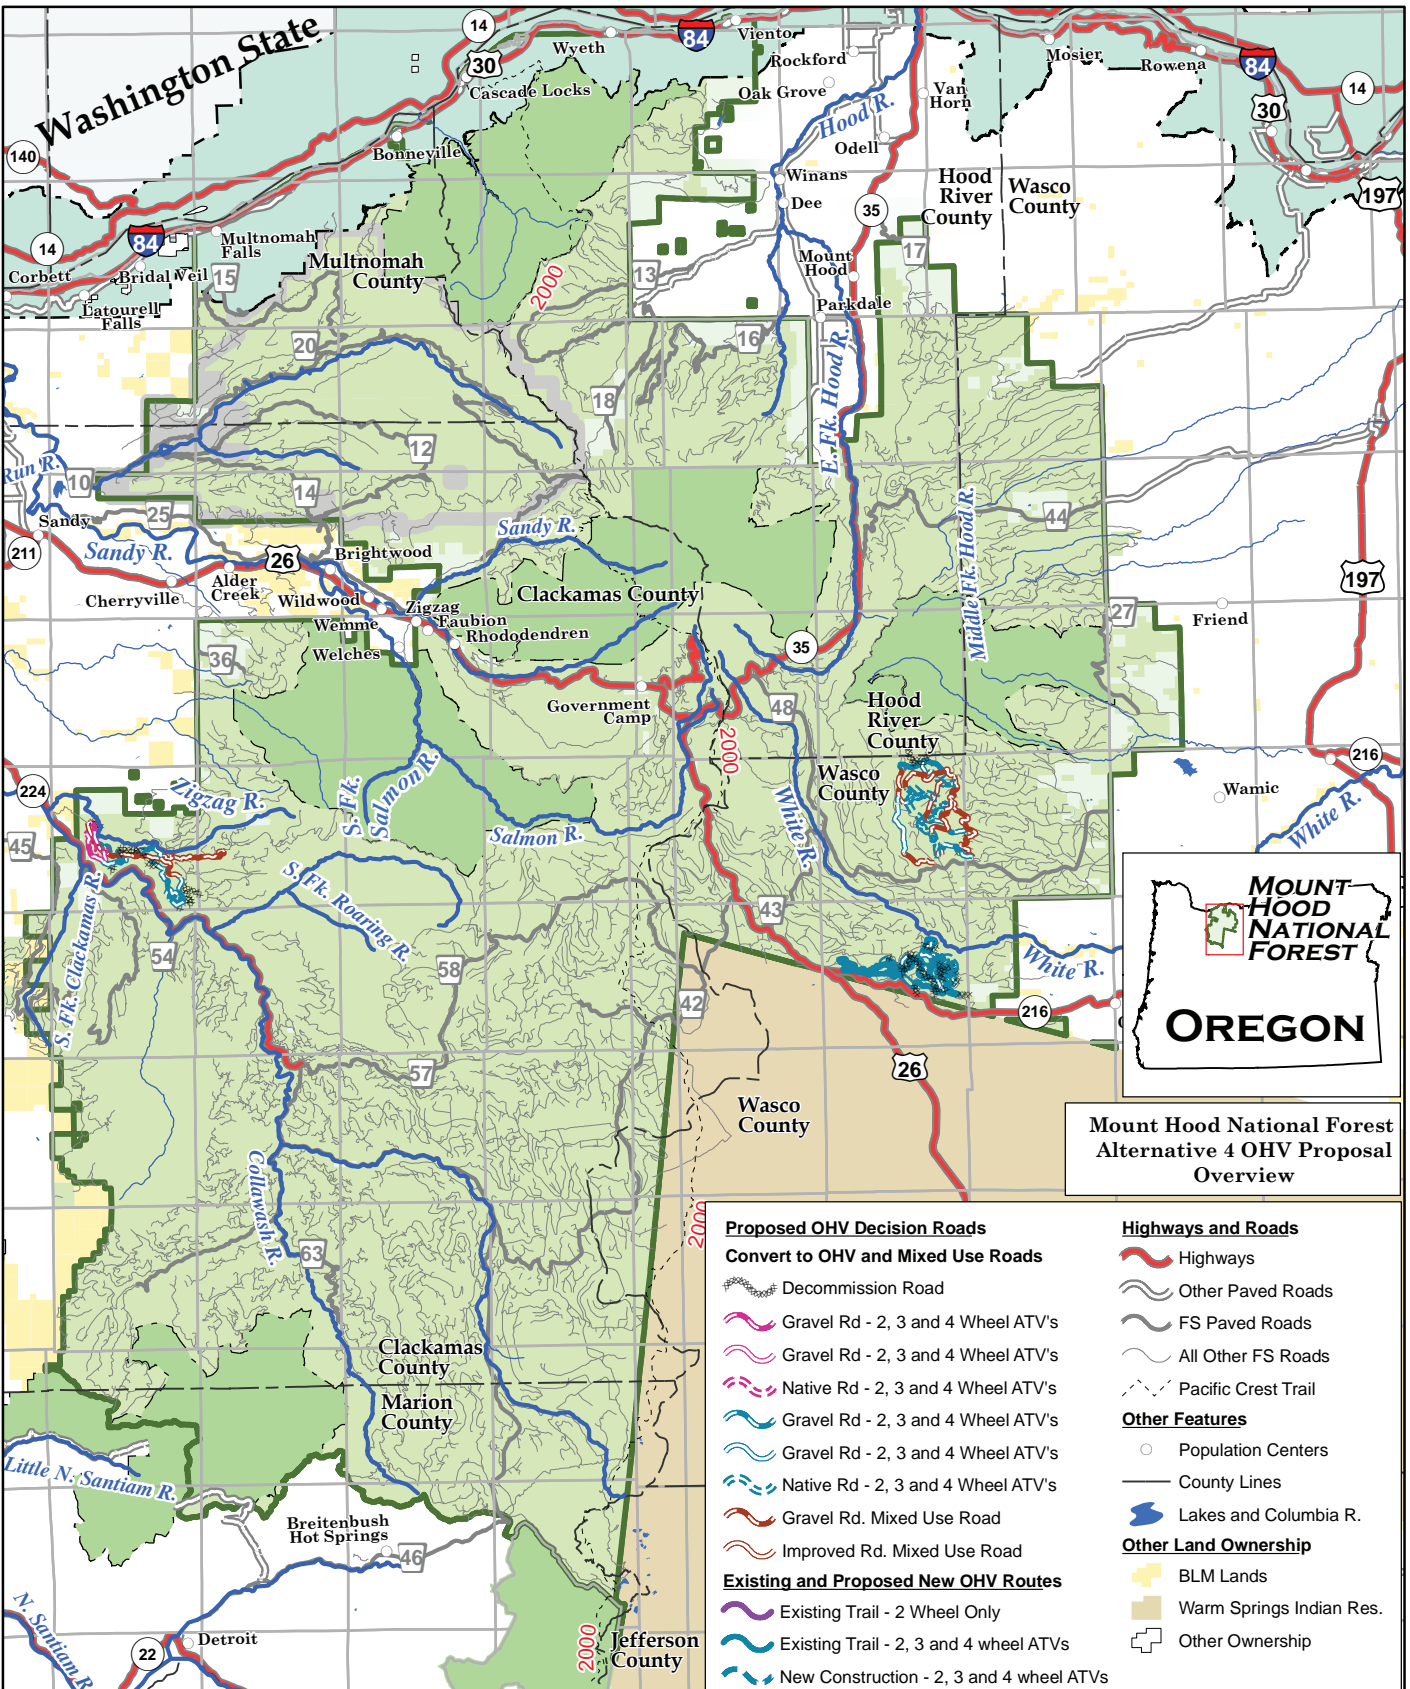 Washington State
14
30
Wyeth
84
Viento
Rockford
Mosier
Rowena
84
14
Cascade Locks
Oak Grove
Van
Horn
30
Hood R.
Bonneville
Odell
140
Winans
Hood
River
County
Wasco
County
197
Dee
35
14
84
Multnomah
Falls
17
Corbett
Bridal Veil
15
Multnomah
County
2000
13
Mount
Hood
Latourell
Falls
Parkdale
20
16
E. Fk. Hood R.
18
12
Run R.
10
14
Middle Fk. Hood R.
44
25
Sandy
Sandy R.
211
Sandy R.
26
Brightwood
197
Alder
Creek
Cherryville
Wildwood
Clackamas County
Zigzag
Faubion
27
Friend
Wemme
Rhododendren
Welches
36
35
Government
Camp
48
Hood
River
County
2000
216
Wasco
County
224
Zigzag R.
S. Fk.
Salmon R.
Wamic
Salmon R.
White R.
White R.
45
S. Fk. Roaring R.
S. Fk. Clackamas R.
43
54
58
White R.
42
216
MOUNT
HOOD
NATIONAL
FOREST
OREGON
57
26
Wasco
County
Mount Hood National Forest
Alternative 4 OHV Proposal
Overview
Collawash R.
63
2000
Clackamas
County
Marion
County
Little N. Santiam R.
Breitenbush
Hot Springs
46
N. Santiam R.
22
Detroit
2000
Jefferson
County
Proposed OHV Decision Roads
Convert to OHV and Mixed Use Roads
Decommission Road
Gravel Rd - 2, 3 and 4 Wheel ATV's
Gravel Rd - 2, 3 and 4 Wheel ATV's
Native Rd - 2, 3 and 4 Wheel ATV's
Gravel Rd - 2, 3 and 4 Wheel ATV's
Gravel Rd - 2, 3 and 4 Wheel ATV's
Native Rd - 2, 3 and 4 Wheel ATV's
Gravel Rd. Mixed Use Road
Improved Rd. Mixed Use Road
Existing and Proposed New OHV Routes
Existing Trail - 2 Wheel Only
Existing Trail - 2, 3 and 4 wheel ATVs
New Construction - 2, 3 and 4 wheel ATVs
Highways and Roads
Highways
Other Paved Roads
FS Paved Roads
All Other FS Roads
Pacific Crest Trail
Other Features
Population Centers
County Lines
Lakes and Columbia R.
Other Land Ownership
BLM Lands
Warm Springs Indian Res.
Other Ownership